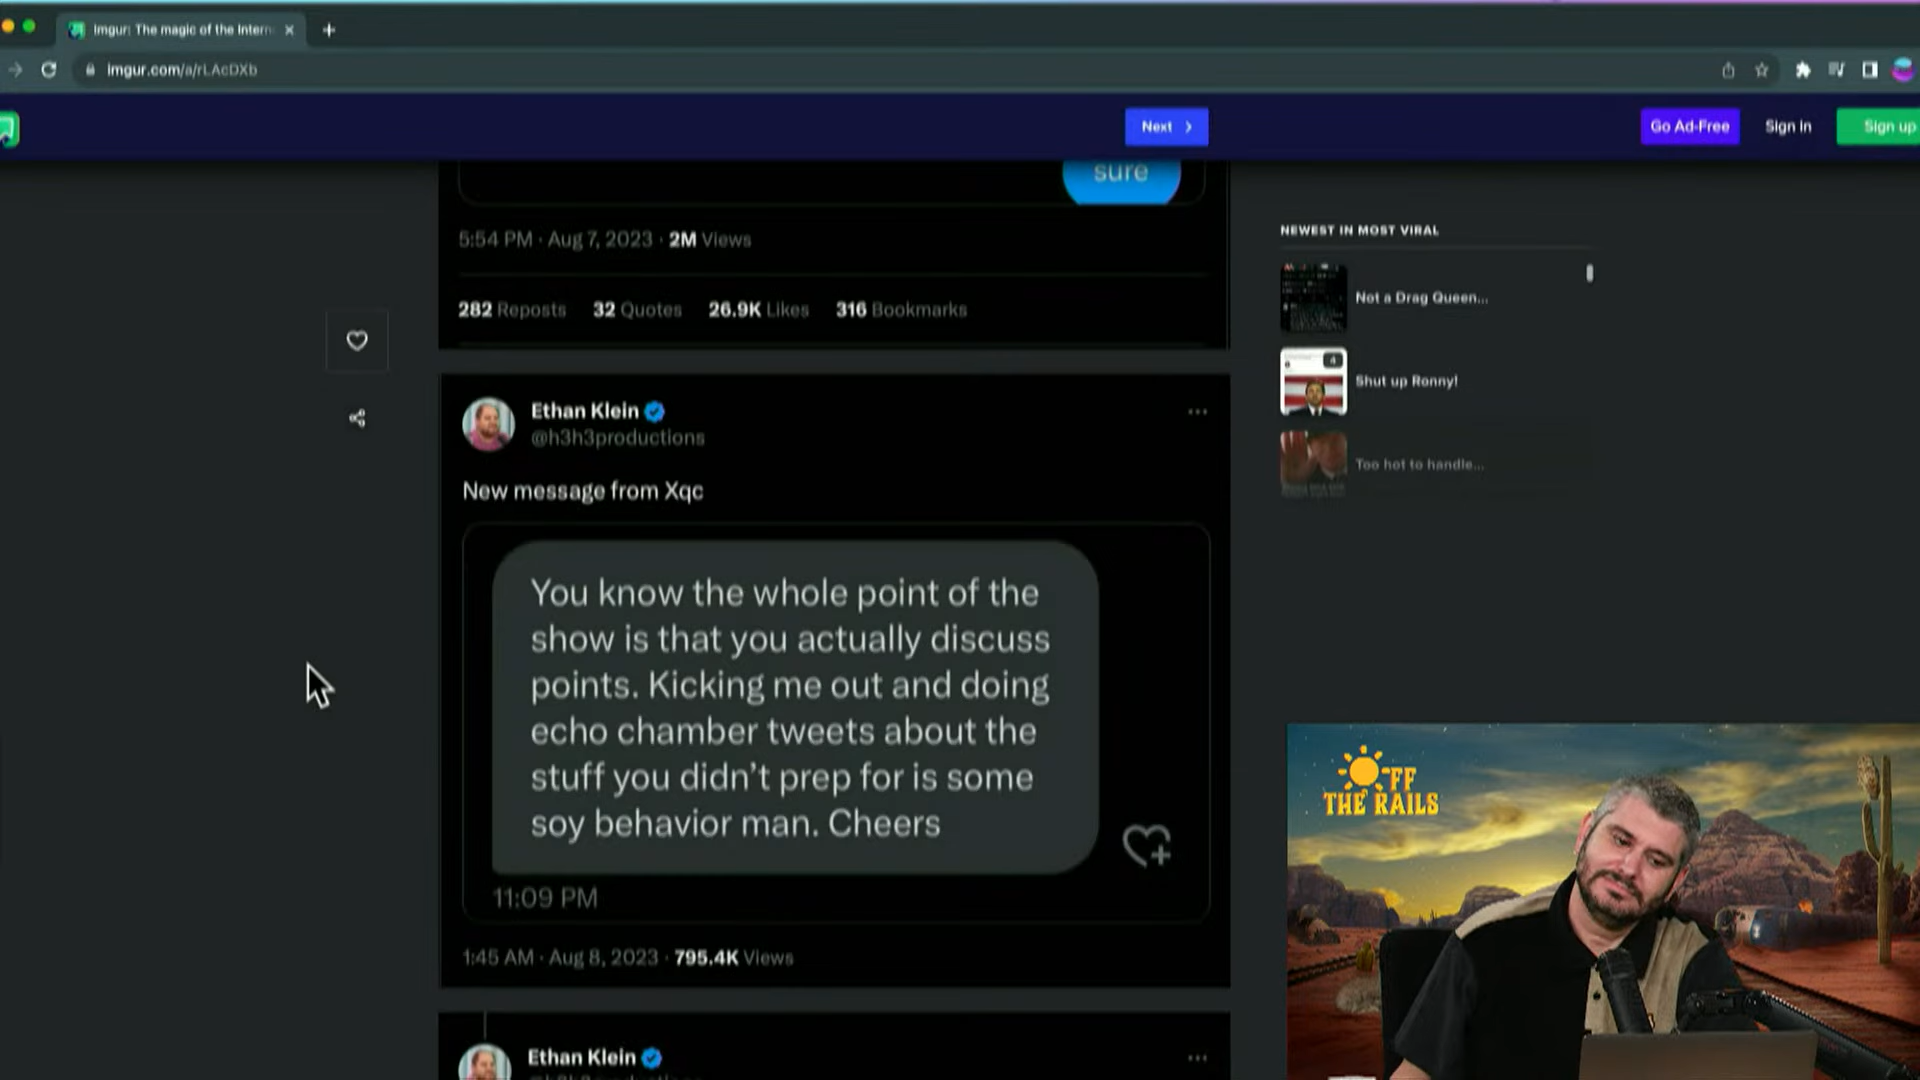 Imgur: The magic of the Intern
imgur.com/a/rLAcDXb
Next
Go Ad-Free
Sign in
Sign up
sure
5:54 PM · Aug 7, 2023 · 2M Views
282 Reposts 32 Quotes 26.9K Likes 316 Bookmarks
NEWEST IN MOST VIRAL
Not a Drag Queen...
Shut up Ronny!
Too hot to handle...
Ethan Klein
@h3h3productions
New message from Xqc
You know the whole point of the
show is that you actually discuss
points. Kicking me out and doing
echo chamber tweets about the
stuff you didn't prep for is some
soy behavior man. Cheers
11:09 PM
1:45 AM · Aug 8, 2023 · 795.4K Views
OFF
THE RAILS
Ethan Klein